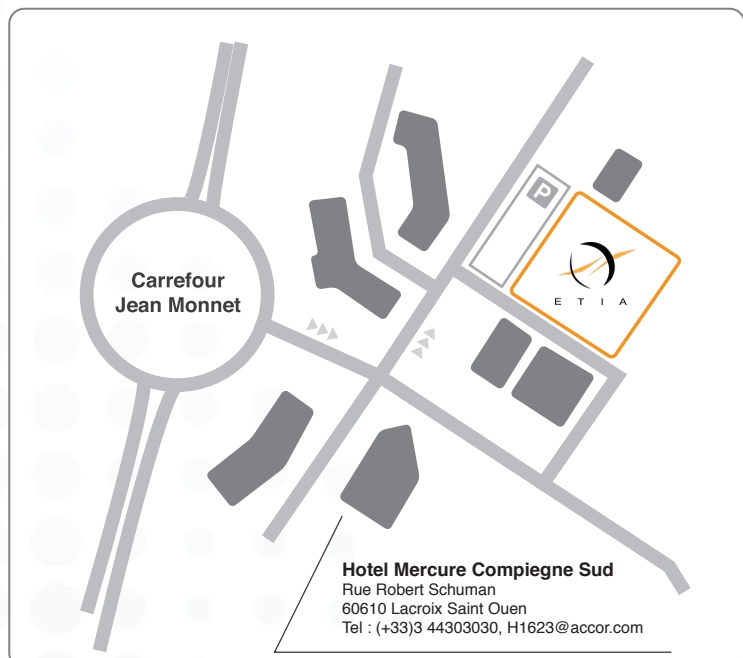 P
Carrefour
Jean Monnet
E T I A
Hotel Mercure Compiegne Sud
Rue Robert Schuman
60610 Lacroix Saint Ouen
Tel : (+33)3 44303030, H1623@accor.com